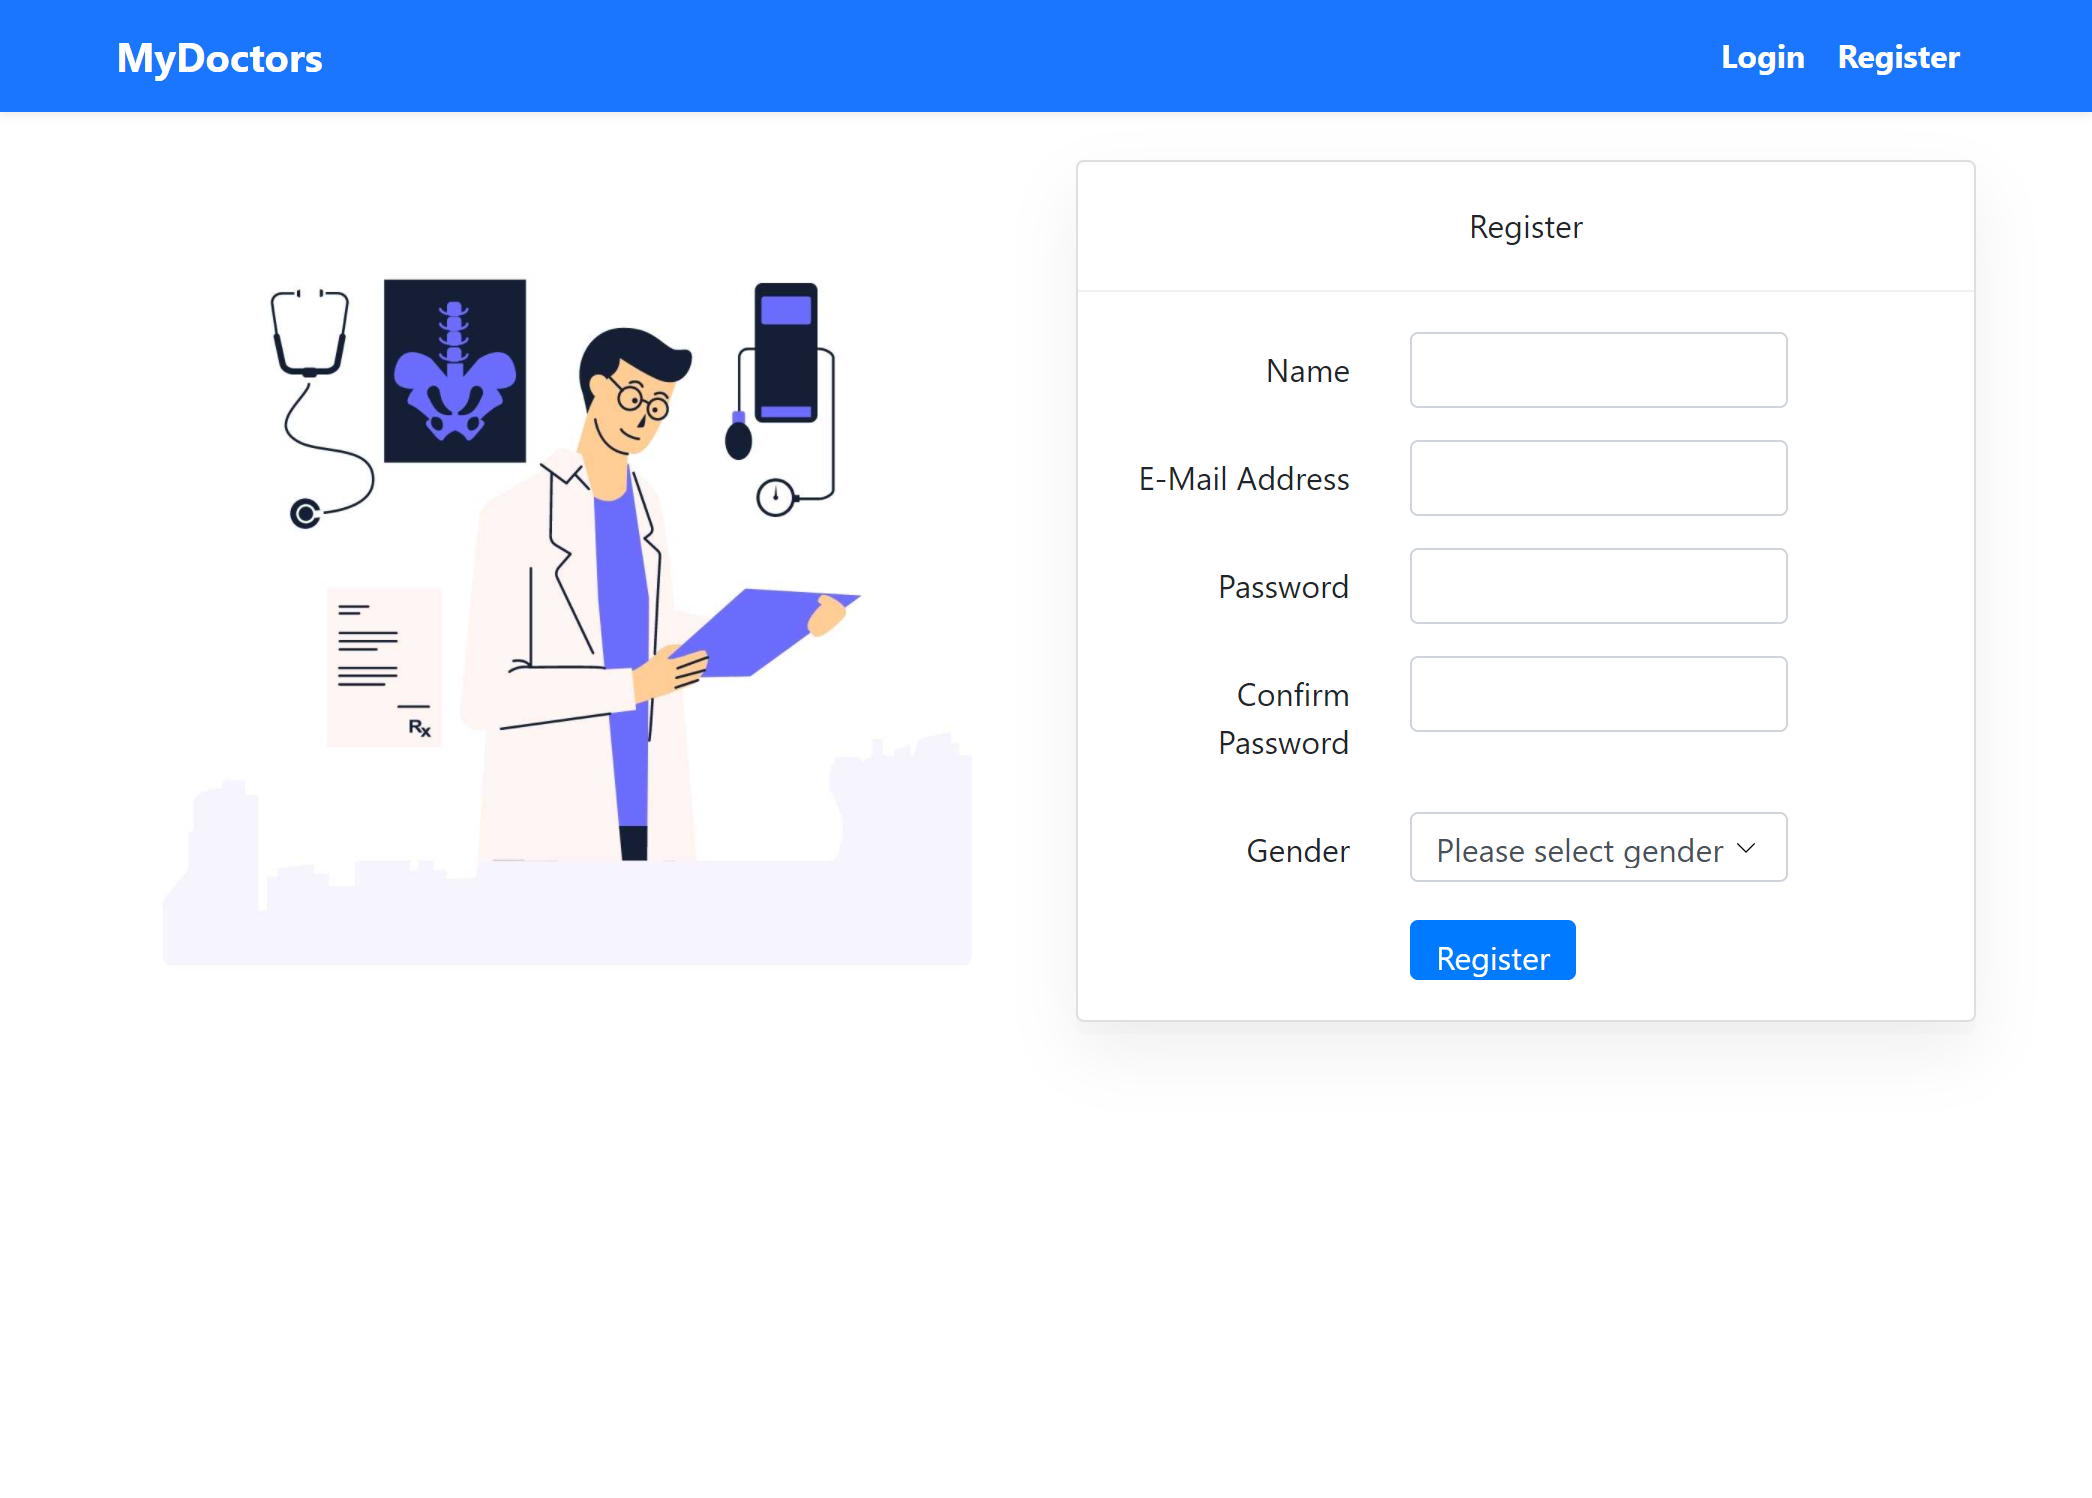 MyDoctors
Login Register
Register
Name
E-Mail Address
Password
Confirm
Password
Gender
Please select gender
Register
Rx